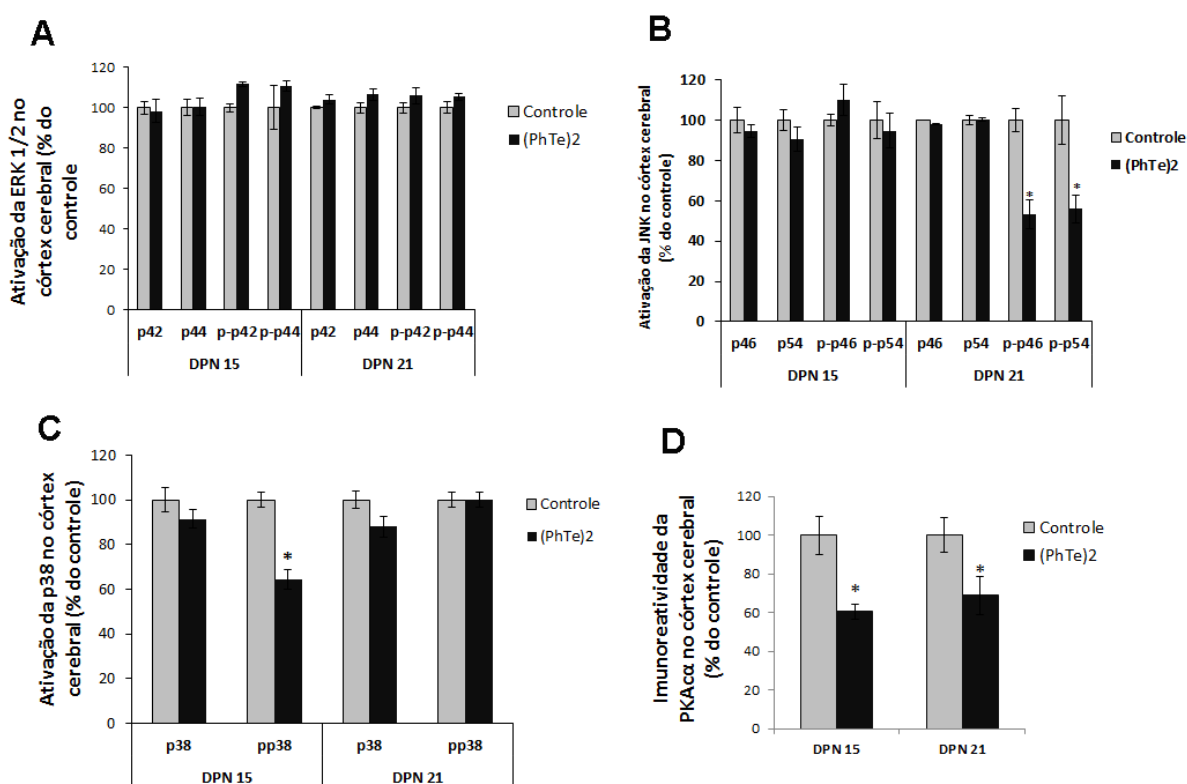 A
Ativação da ERK 1/2 no
córtex cerebral (% do
controle
120
100
80
60
40
20
0
p42 p44 p-p42 p-p44 p42 p44 p-p42 p-p44
DPN 15 DPN 21
Controle
(PhTe)2
B
Ativação da JNK no córtex cerebral
(% do controle)
120
100
80
60
40
20
0
* *
p46 p54 p-p46 p-p54 p46 p54 p-p46 p-p54
DPN 15 DPN 21
Controle
(PhTe)2
C
Ativação da p38 no córtex
cerebral (% do controle)
120
100
80
60
40
20
0
*
p38 pp38 p38 pp38
DPN 15 DPN 21
Controle
(PhTe)2
D
Imunoreatividade da
PKAcα no córtex cerebral
(% do controle)
120
100
80
60
40
20
0
* *
DPN 15 DPN 21
Controle
(PhTe)2